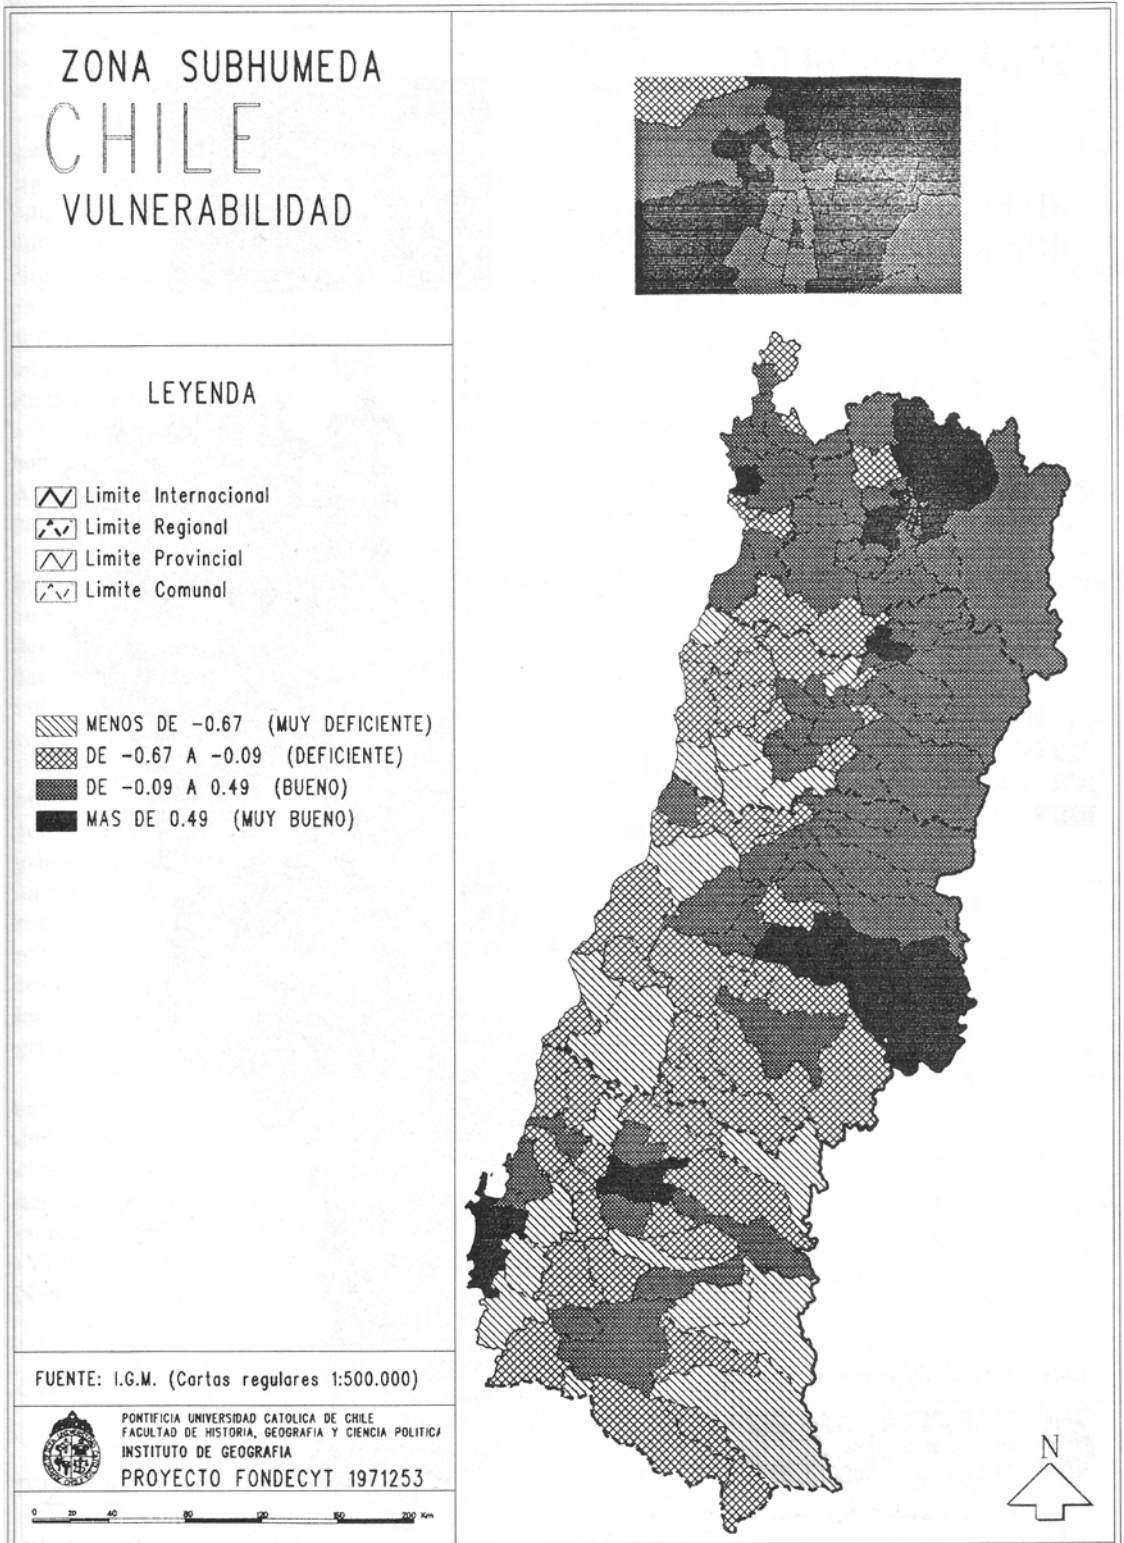 ZONA SUBHUMEDA
CHILE
VULNERABILIDAD
LEYENDA
Limite Internacional
Limite Regional
Limite Provincial
Limite Comunal
MENOS DE -0.67 (MUY DEFICIENTE)
DE -0.67 A -0.09 (DEFICIENTE)
DE -0.09 A 0.49 (BUENO)
MAS DE 0.49 (MUY BUENO)
FUENTE: I.G.M. (Cartas regulares 1:500.000)
PONTIFICIA UNIVERSIDAD CATOLICA DE CHILE
FACULTAD DE HISTORIA, GEOGRAFIA Y CIENCIA POLITICA
INSTITUTO DE GEOGRAFIA
PROYECTO FONDECYT 1971253
0 20 40 80 120 160 200 Km
N